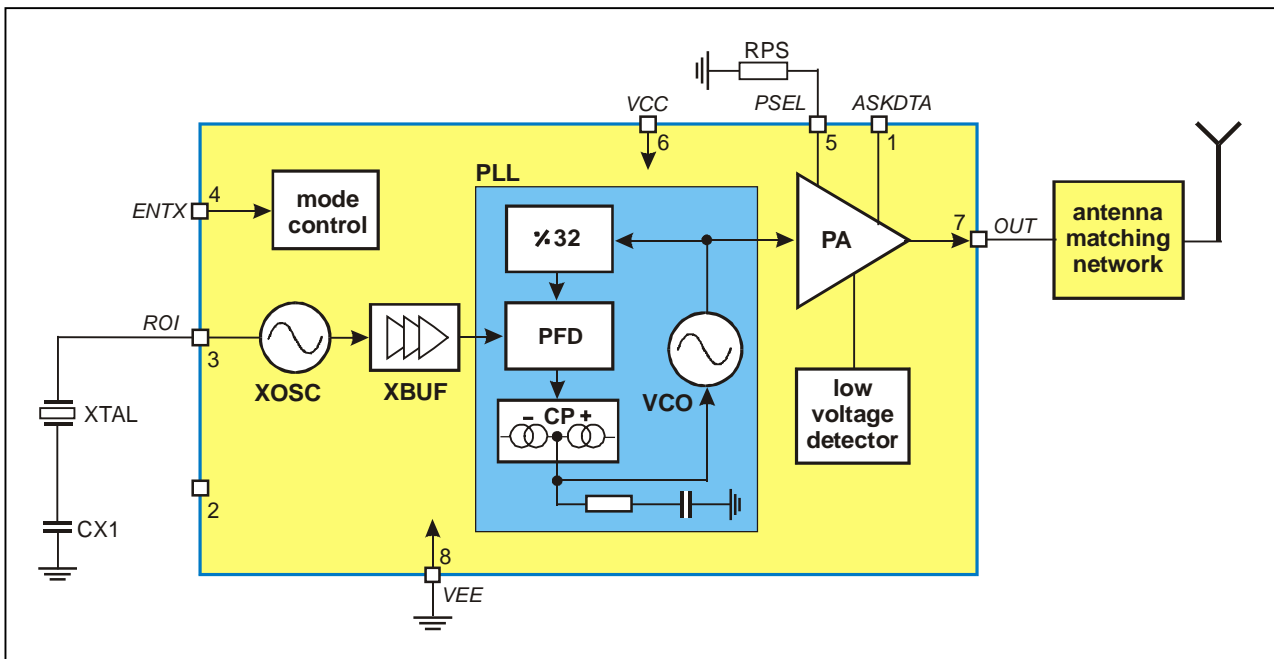 RPS
VCC
PSEL
ASKDTA
6
5
1
PLL
4
ENTX
mode
control
% 32
PA
7
OUT
antenna
matching
network
ROI
3
XOSC
XBUF
PFD
VCO
low
voltage
detector
XTAL
- CP +
2
CX1
8
VEE